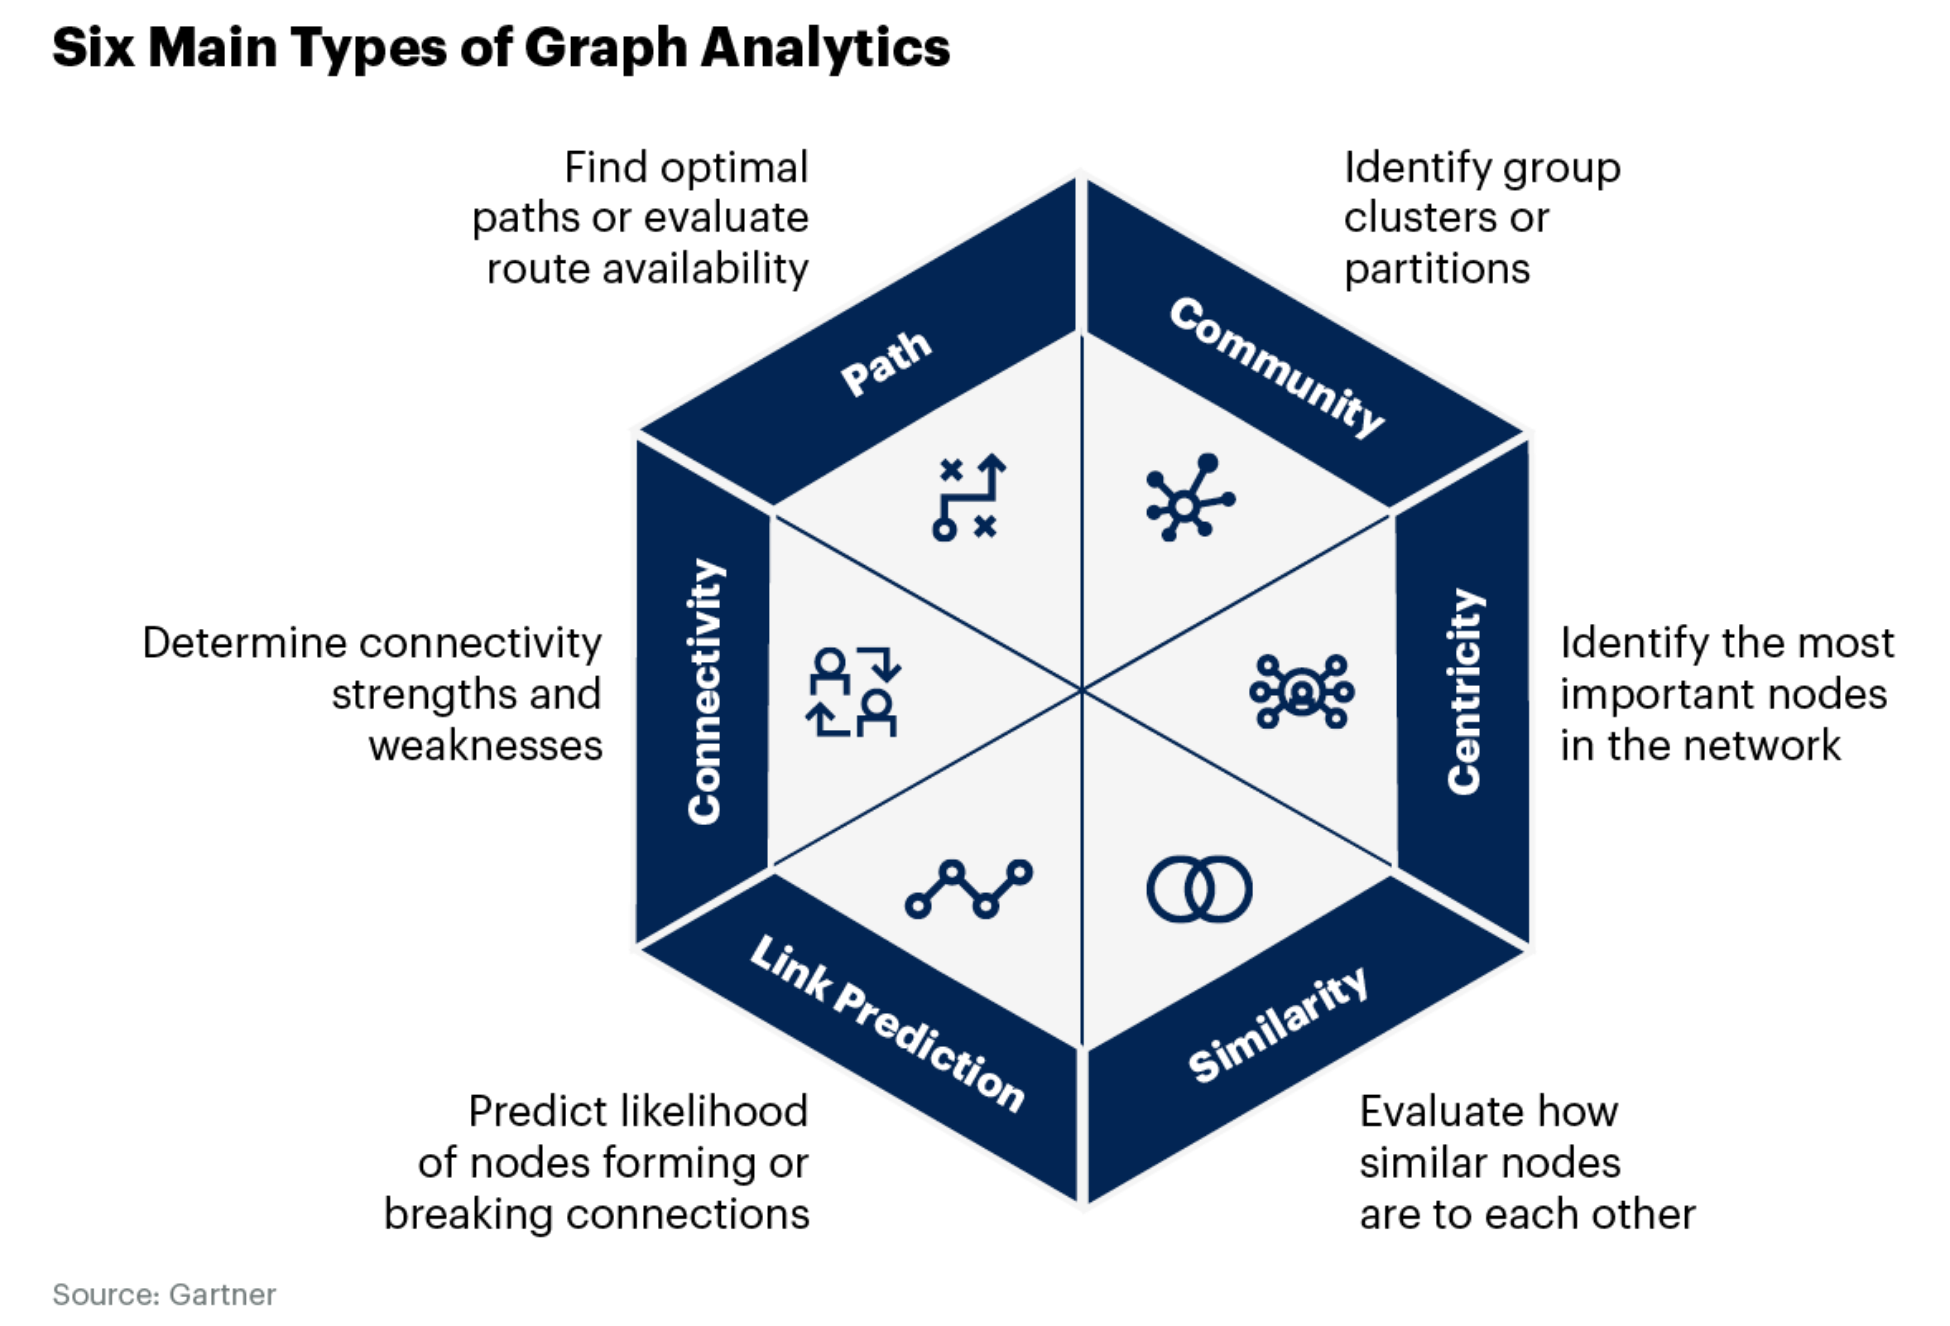 Six Main Types of Graph Analytics
Find optimal
paths or evaluate
route availability
Path
Identify group
clusters or
partitions
Community
Determine connectivity
strengths and
weaknesses
Connectivity
Centricity
Identify the most
important nodes
in the network
Link Prediction
Predict likelihood
of nodes forming or
breaking connections
Similarity
Evaluate how
similar nodes
are to each other
Source: Gartner